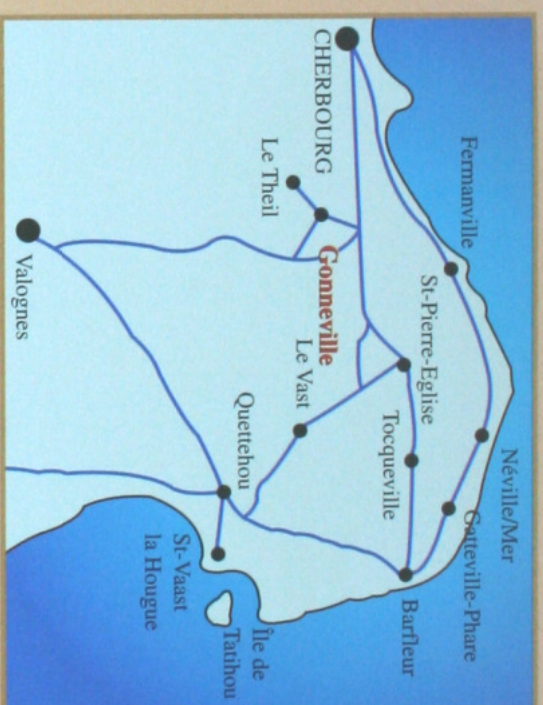 Fermanville
Néville/Mer
Gatteville-Phare
CHERBOURG
St-Pierre-Eglise
Tocqueville
Barfleur
Le Theil
Gonneville
Le Vast
Quettehou
Île de
Tatihou
St-Vaast
la Hougue
Valognes